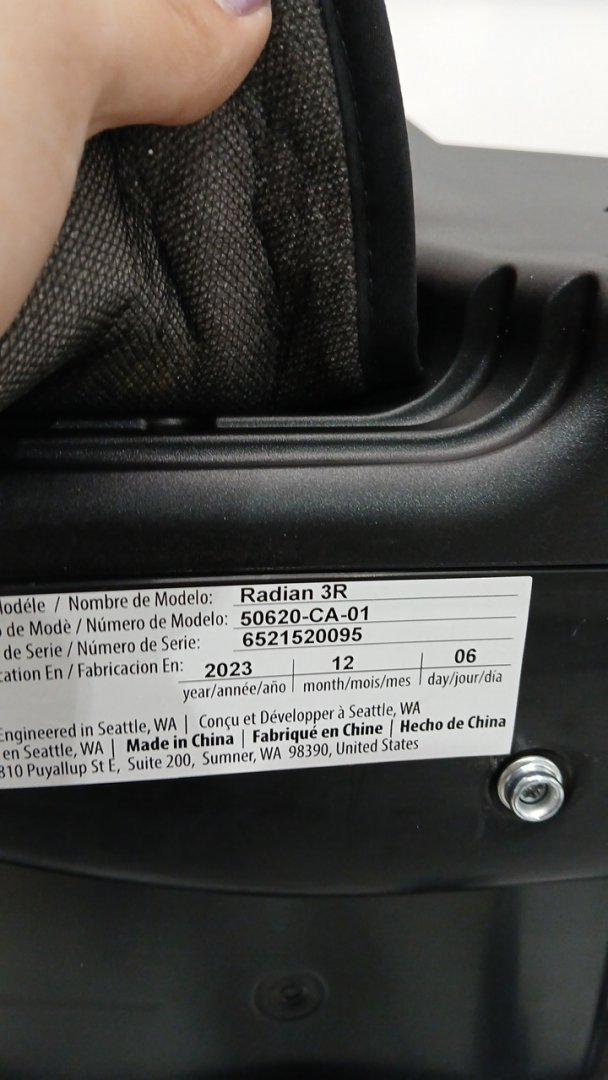 Modéle / Nombre de Modelo: Radian 3R
de Modè / Número de Modelo: 50620-CA-01
de Serie / Número de Serie: 6521520095
En / Fabricacion En: 2023 | 12 | 06
year/année/año | month/mois/mes | day/jour/día
Engineered in Seattle, WA | Conçu et Développer à Seattle, WA
en Seattle, WA | Made in China | Fabriqué en Chine | Hecho de China
Puyallup St E, Suite 200, Sumner, WA 98390, United States